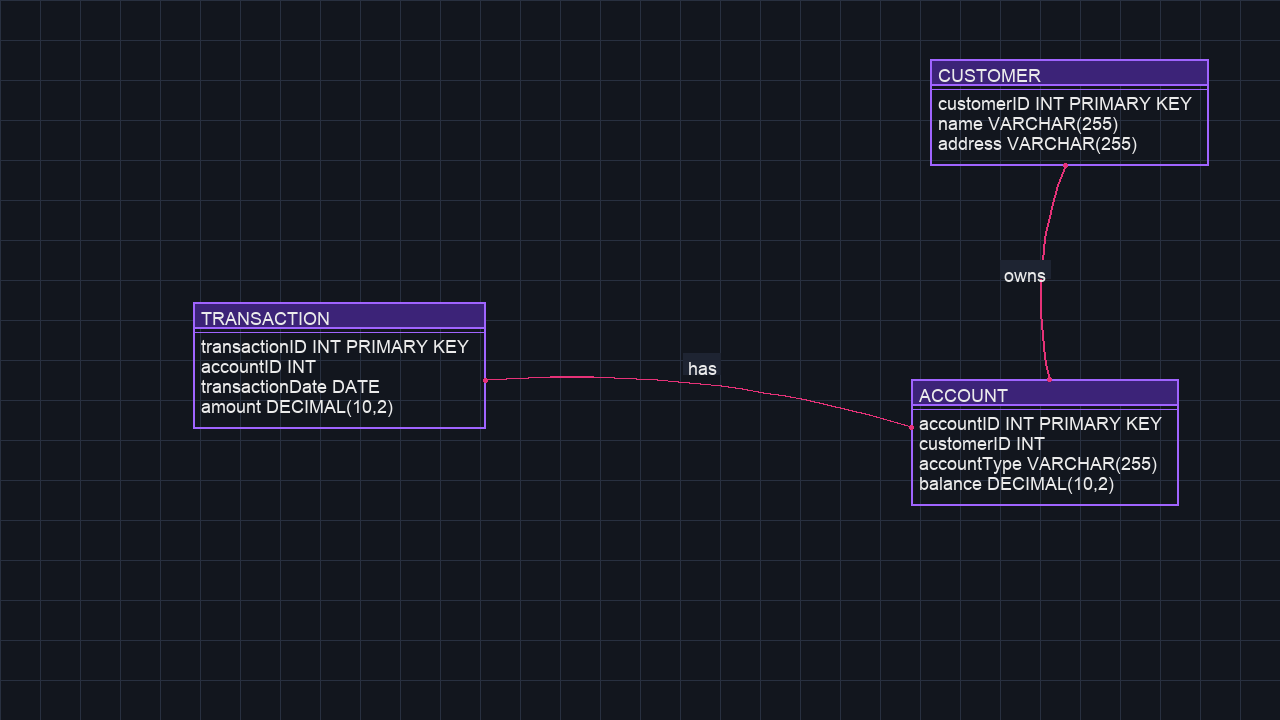 CUSTOMER
customerID INT PRIMARY KEY
name VARCHAR(255)
address VARCHAR(255)
owns
TRANSACTION
transactionID INT PRIMARY KEY
accountID INT
transactionDate DATE
amount DECIMAL(10,2)
has
ACCOUNT
accountID INT PRIMARY KEY
customerID INT
accountType VARCHAR(255)
balance DECIMAL(10,2)